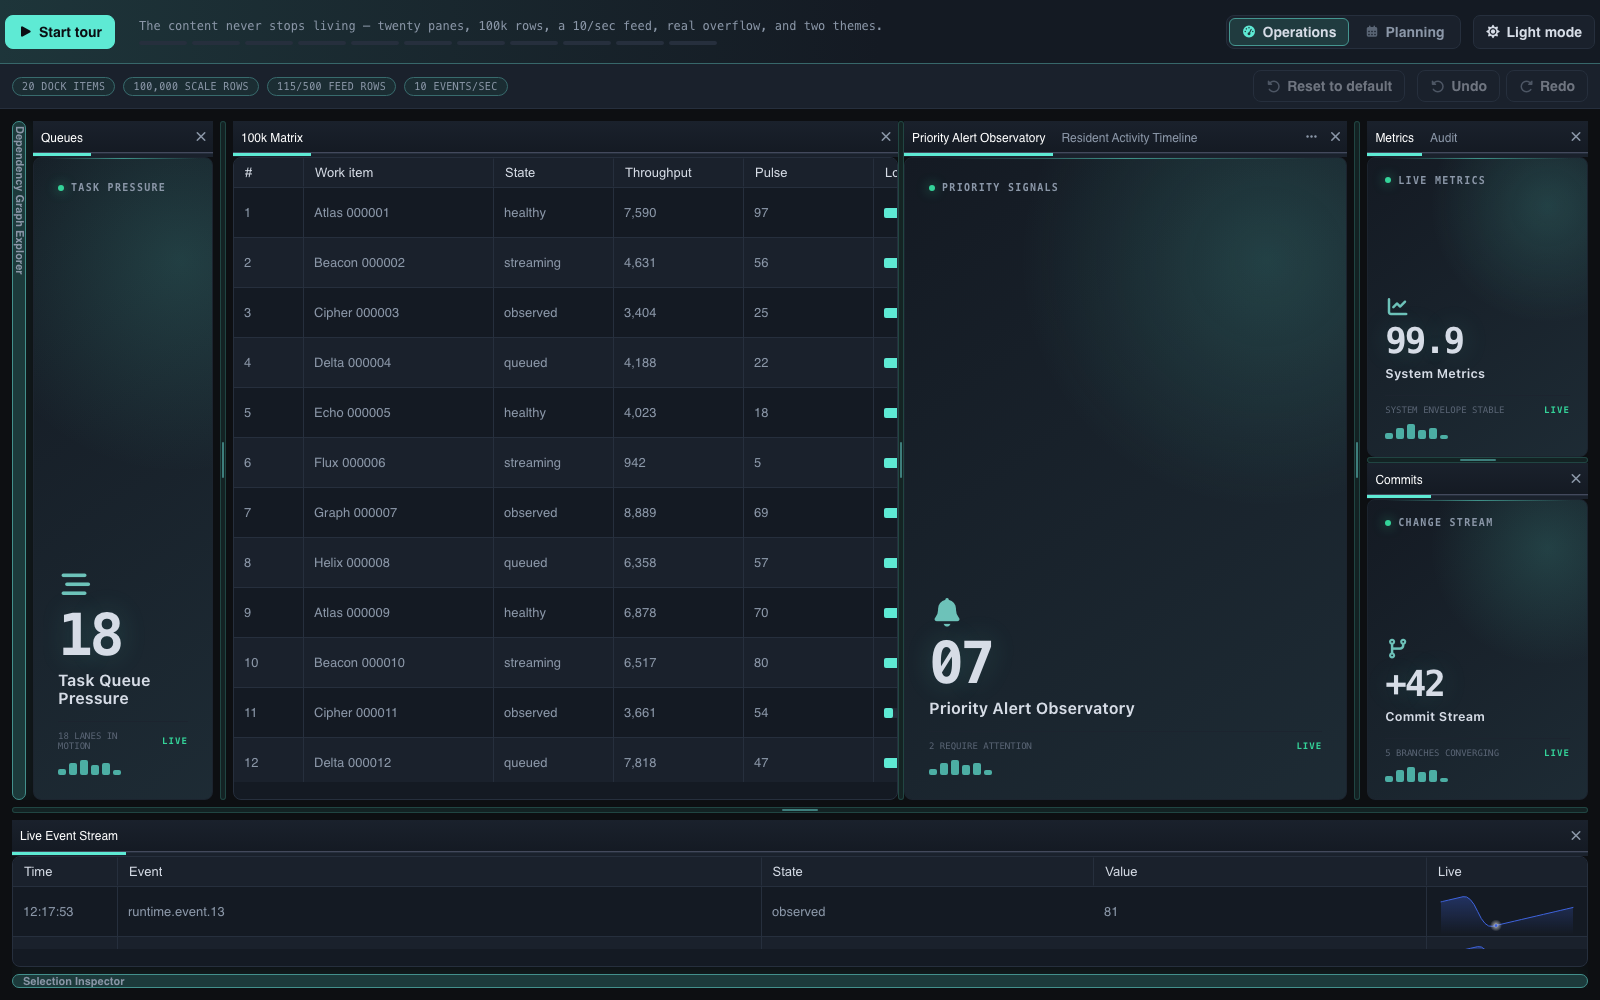 Start tour
The content never stops living — twenty panes, 100k rows, a 10/sec feed, real overflow, and two themes.
Operations
Planning
Light mode
20 DOCK ITEMS
100,000 SCALE ROWS
115/500 FEED ROWS
10 EVENTS/SEC
Reset to default
Undo
Redo
Dependency Graph Explorer
Queues
TASK PRESSURE
18
Task Queue
Pressure
18 LANES IN
MOTION
LIVE
100k Matrix
# Work item State Throughput Pulse Lo
1 Atlas 000001 healthy 7,590 97
2 Beacon 000002 streaming 4,631 56
3 Cipher 000003 observed 3,404 25
4 Delta 000004 queued 4,188 22
5 Echo 000005 healthy 4,023 18
6 Flux 000006 streaming 942 5
7 Graph 000007 observed 8,889 69
8 Helix 000008 queued 6,358 57
9 Atlas 000009 healthy 6,878 70
10 Beacon 000010 streaming 6,517 80
11 Cipher 000011 observed 3,661 54
12 Delta 000012 queued 7,818 47
Priority Alert Observatory
Resident Activity Timeline
PRIORITY SIGNALS
07
Priority Alert Observatory
2 REQUIRE ATTENTION
LIVE
Metrics
Audit
LIVE METRICS
99.9
System Metrics
SYSTEM ENVELOPE STABLE
LIVE
Commits
CHANGE STREAM
+42
Commit Stream
5 BRANCHES CONVERGING
LIVE
Live Event Stream
Time Event State Value Live
12:17:53 runtime.event.13 observed 81
Selection Inspector